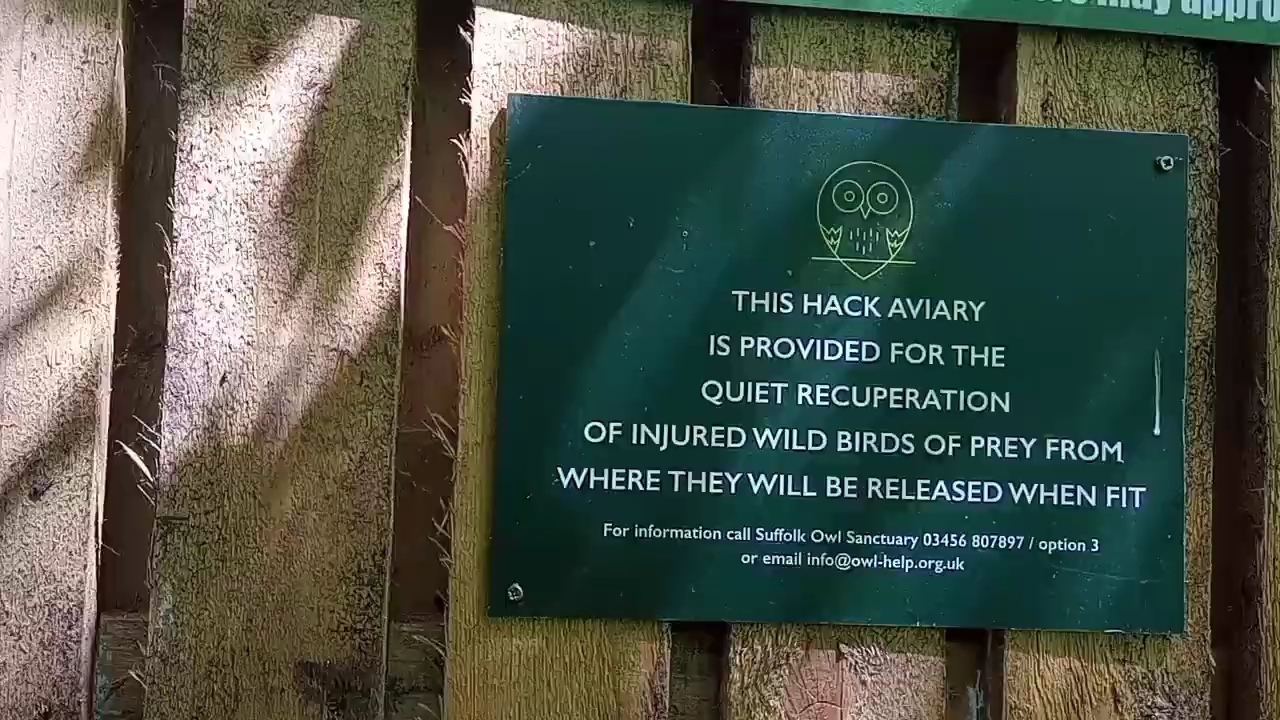 may appro
THIS HACK AVIARY
IS PROVIDED FOR THE
QUIET RECUPERATION
OF INJURED WILD BIRDS OF PREY FROM
WHERE THEY WILL BE RELEASED WHEN FIT
For information call Suffolk Owl Sanctuary 03456 807897 / option 3
or email info@owl-help.org.uk